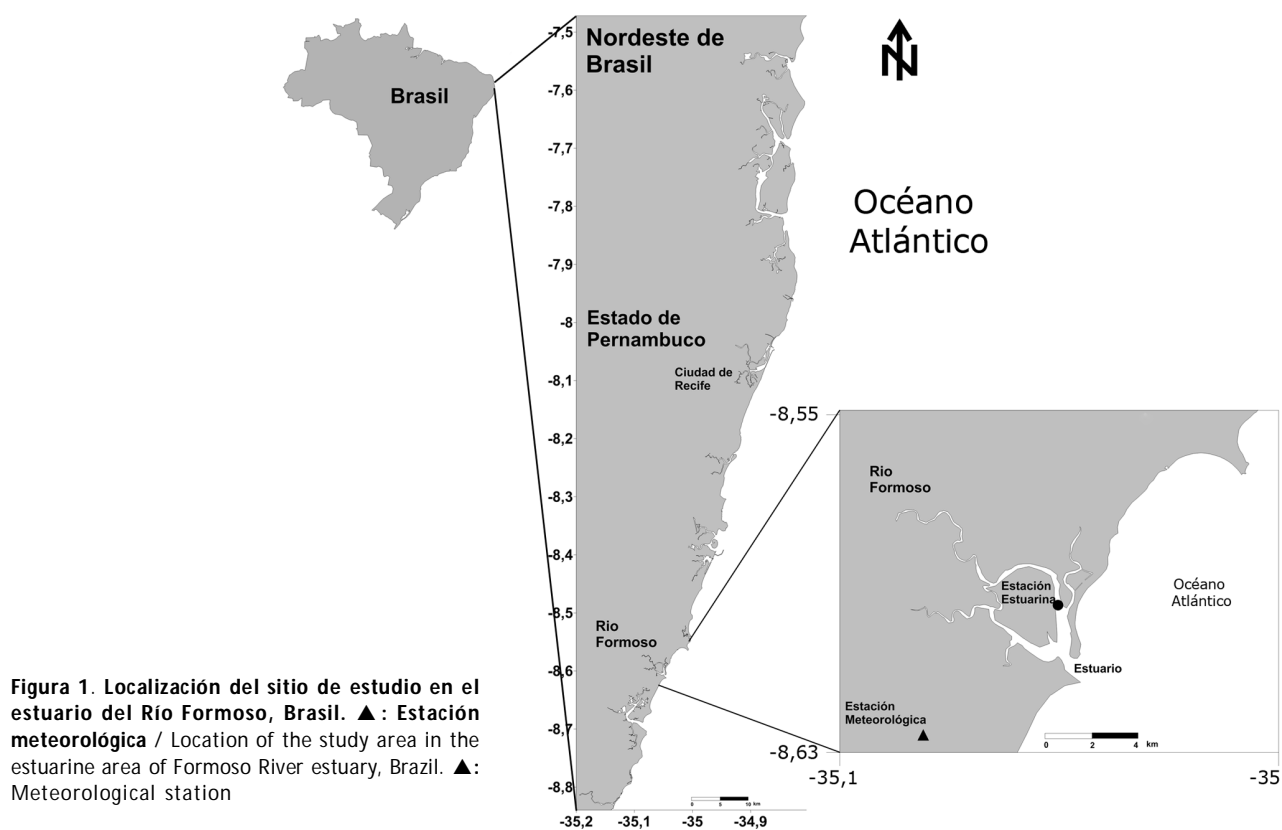 Brasil
Nordeste de
Brasil
N
Océano
Atlántico
-7,5
-7,6
-7,7
-7,8
-7,9
-8
-8,1
-8,2
-8,3
-8,4
-8,5
-8,6
-8,7
-8,8
Estado de
Pernambuco
Ciudad de
Recife
Rio
Formoso
0 5 10 km
-35,2 -35,1 -35 -34,9
-8,55
Rio
Formoso
Estación
Estuarina
Océano
Atlántico
Estuario
Estación
Meteorológica
0 2 4 km
-8,63
-35,1 -35
Figura 1. Localización del sitio de estudio en el
estuario del Río Formoso, Brasil. ▲: Estación
meteorológica / Location of the study area in the
estuarine area of Formoso River estuary, Brazil. ▲:
Meteorological station